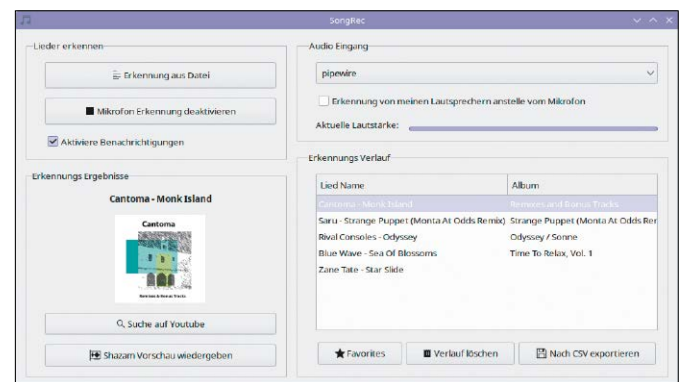 SongRec
Lieder erkennen
Erkennung aus Datei
Mikrofon Erkennung deaktivieren
Aktiviere Benachrichtigungen
Erkennungs Ergebnisse
Cantoma - Monk Island
Cantoma
Remixes & Bonus Tracks
Suche auf Youtube
Shazam Vorschau wiedergeben
Audio Eingang
pipewire
Erkennung von meinen Lautsprechern anstelle vom Mikrofon
Aktuelle Lautstärke:
Erkennungs Verlauf
Lied Name Album
Cantoma - Monk Island Remixes and Bonus Tracks
Saru - Strange Puppet (Monta At Odds Remix) Strange Puppet (Monta At Odds Rer
Rival Consoles - Odyssey Odyssey / Sonne
Blue Wave - Sea Of Blossoms Time To Relax, Vol. 1
Zane Tate - Star Slide
Favorites Verlauf löschen Nach CSV exportieren